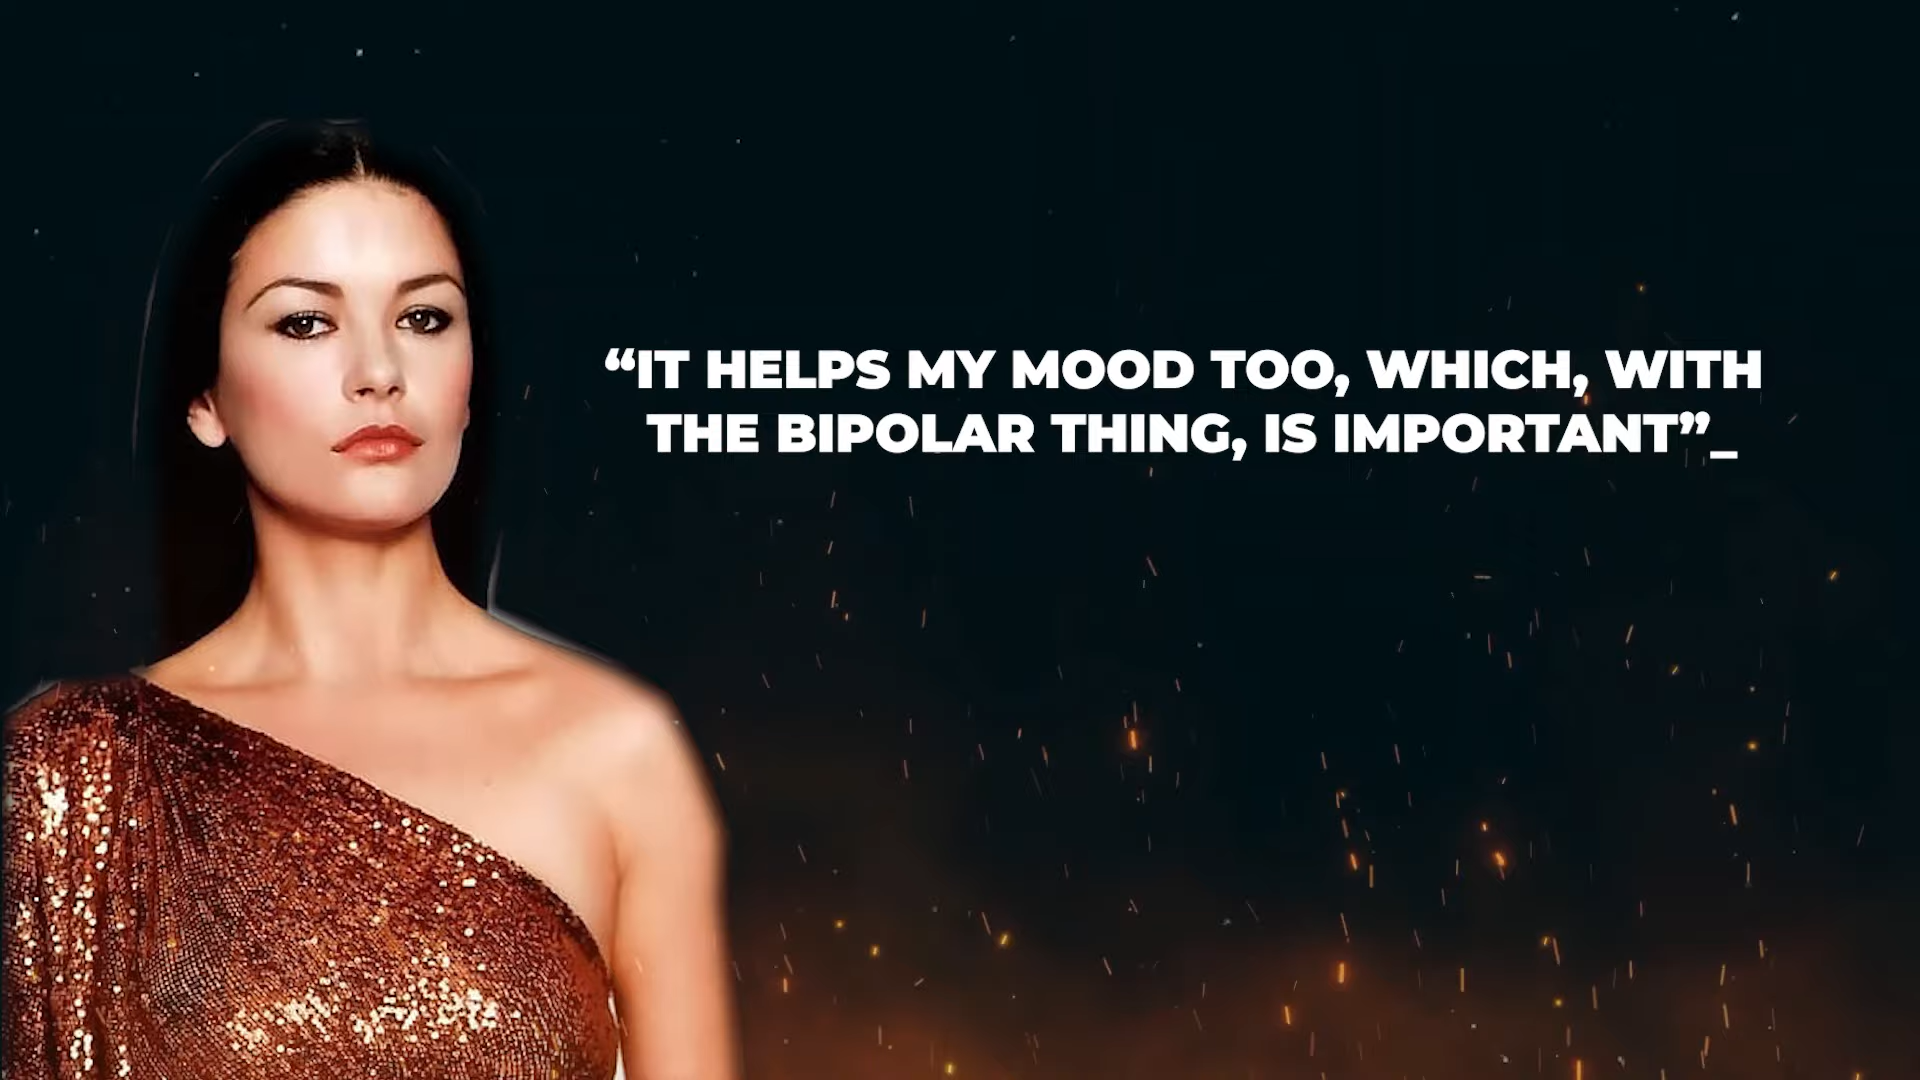 “IT HELPS MY MOOD TOO, WHICH, WITH
THE BIPOLAR THING, IS IMPORTANT”_